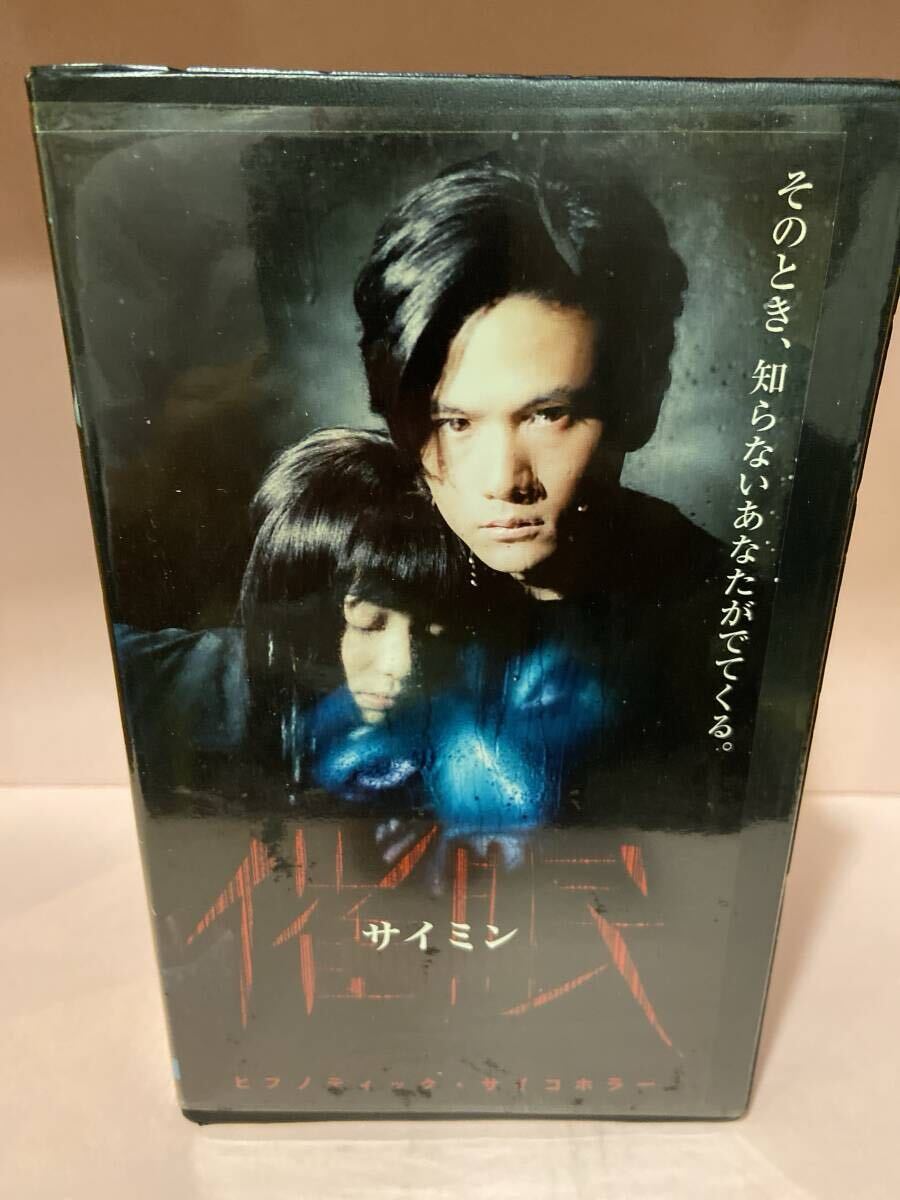 そのとき、知らないあなたがでてくる。
催眠
サイミン
ヒプノティック・サイコホラー